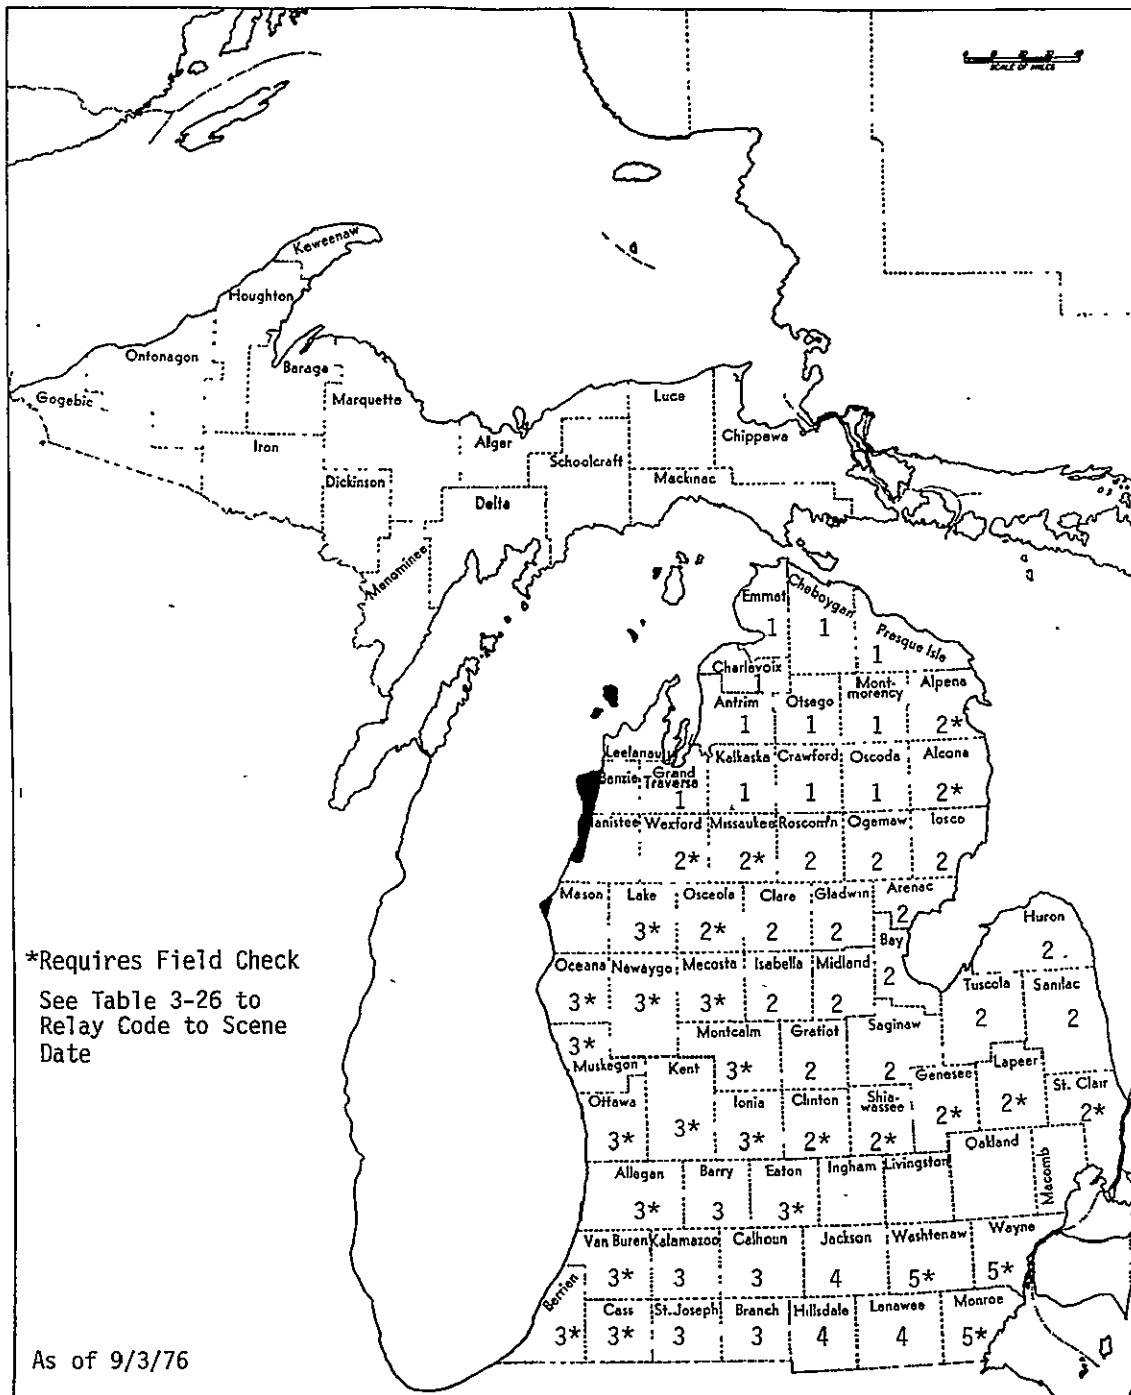 SCALE OF MILES
Keweenaw
Houghton
Ontonagon
Baraga
Gogebic
Marquette
Luce
Iron
Alger
Chippewa
Schoolcraft
Dickinson
Mackinac
Delta
Menominee
Emmet
1
Cheboygan
1
Presque Isle
1
Charlevoix
1
Antrim
1
Otsego
1
Mont-
morency
1
Alpena
2*
Leelanau
Benzie
Grand
Traverse
1
Kalkaska
1
Crawford
1
Oscoda
1
Alcona
2*
anistee
Wexford
2*
Missaukee
2*
Roscom'n
2
Ogemaw
2
Iosco
2
Mason
Lake
3*
Osceola
2*
Clare
2
Gladwin
2
Arenac
2
Huron
2
*Requires Field Check
See Table 3-26 to
Relay Code to Scene
Date
Oceana
3*
Newaygo
3*
Mecosta
3*
Isabella
2
Midland
2
Bay
2
Tuscola
2
Sanilac
2
3*
Muskegon
Montcalm
3*
Gratiot
2
Saginaw
2
Kent
3*
Ottawa
3*
Ionia
3*
Clinton
2*
Shia-
wassee
2*
Genesee
2*
Lapeer
2*
St. Clair
2*
Allegan
3*
Barry
3
Eaton
3*
Ingham
Livingston
Oakland
Macomb
Van Buren
3*
Kalamazoo
3
Calhoun
3
Jackson
4
Washtenaw
5*
Wayne
5*
Berrien
3*
Cass
3*
St. Joseph
3
Branch
3
Hillsdale
4
Lenawee
4
Monroe
5*
As of 9/3/76